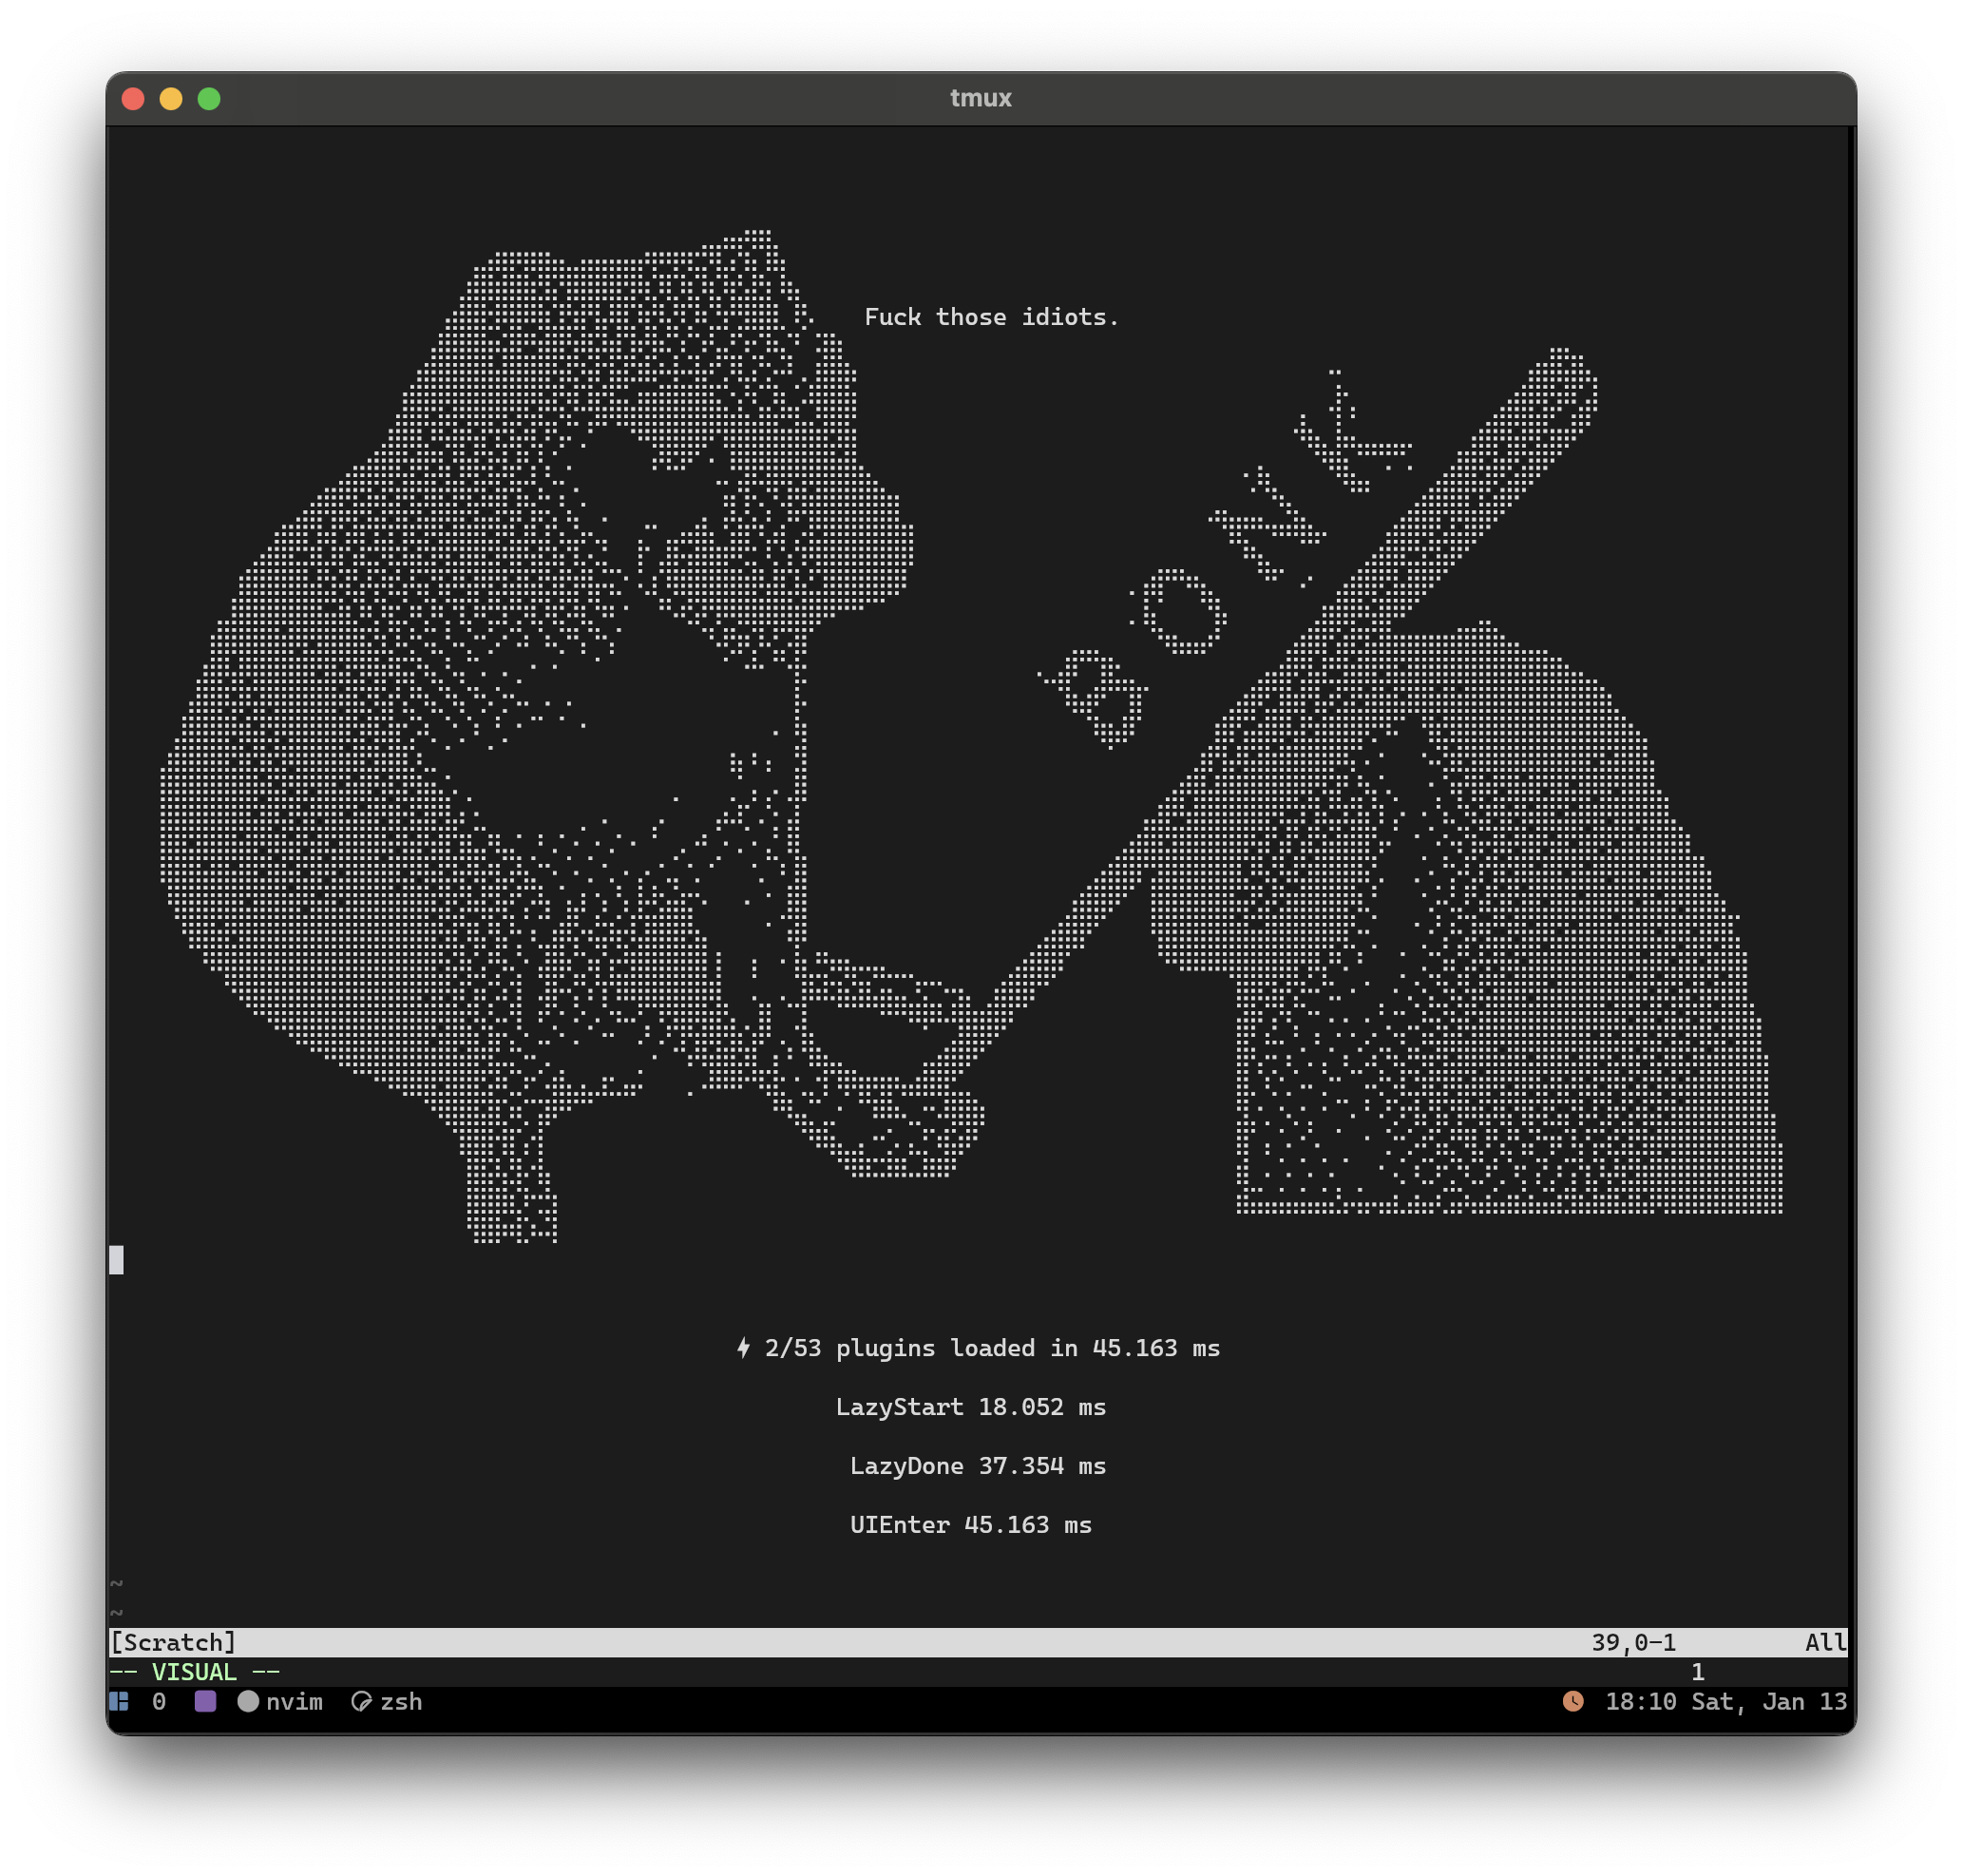 tmux
Fuck those idiots.
BONK
⚡ 2/53 plugins loaded in 45.163 ms
LazyStart 18.052 ms
LazyDone 37.354 ms
UIEnter 45.163 ms
~
~
[Scratch] 39,0-1 All
-- VISUAL -- 1
0 nvim zsh 18:10 Sat, Jan 13